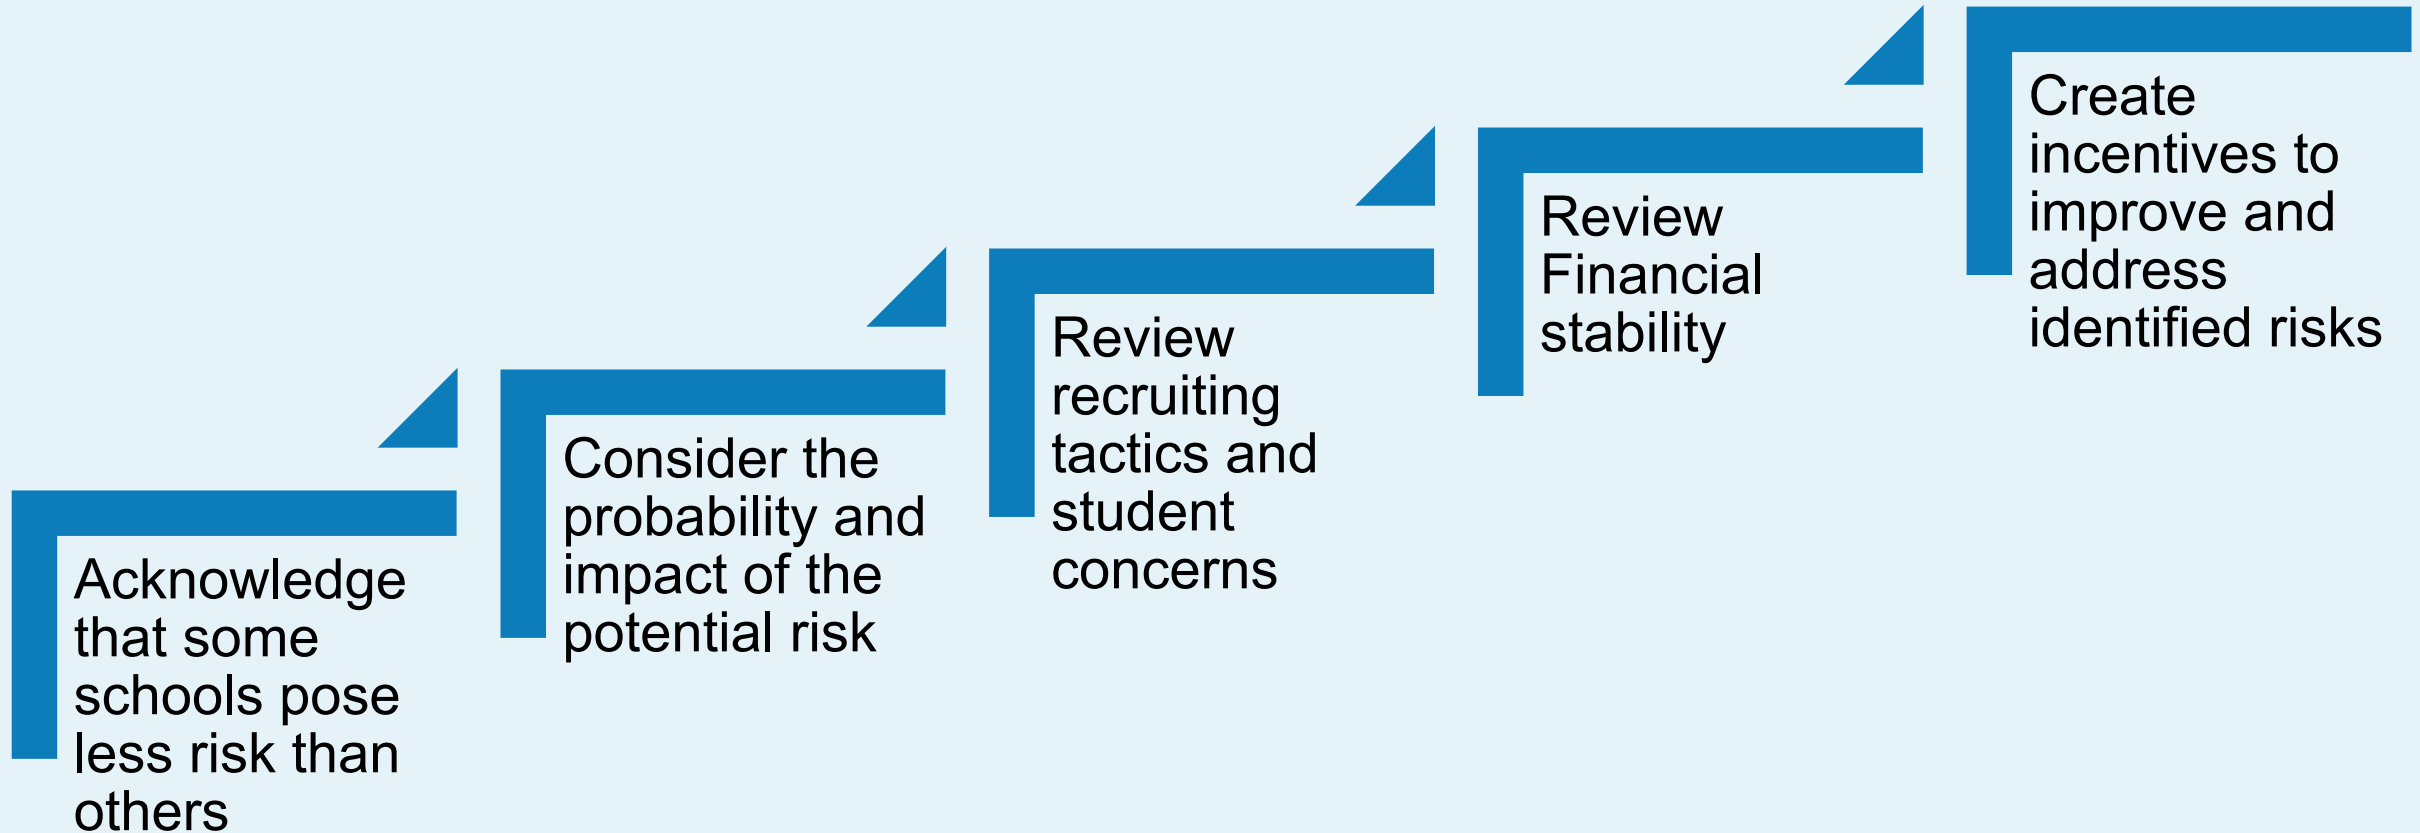 Acknowledge
that some
schools pose
less risk than
others
Consider the
probability and
impact of the
potential risk
Review
recruiting
tactics and
student
concerns
Review
Financial
stability
Create
incentives to
improve and
address
identified risks